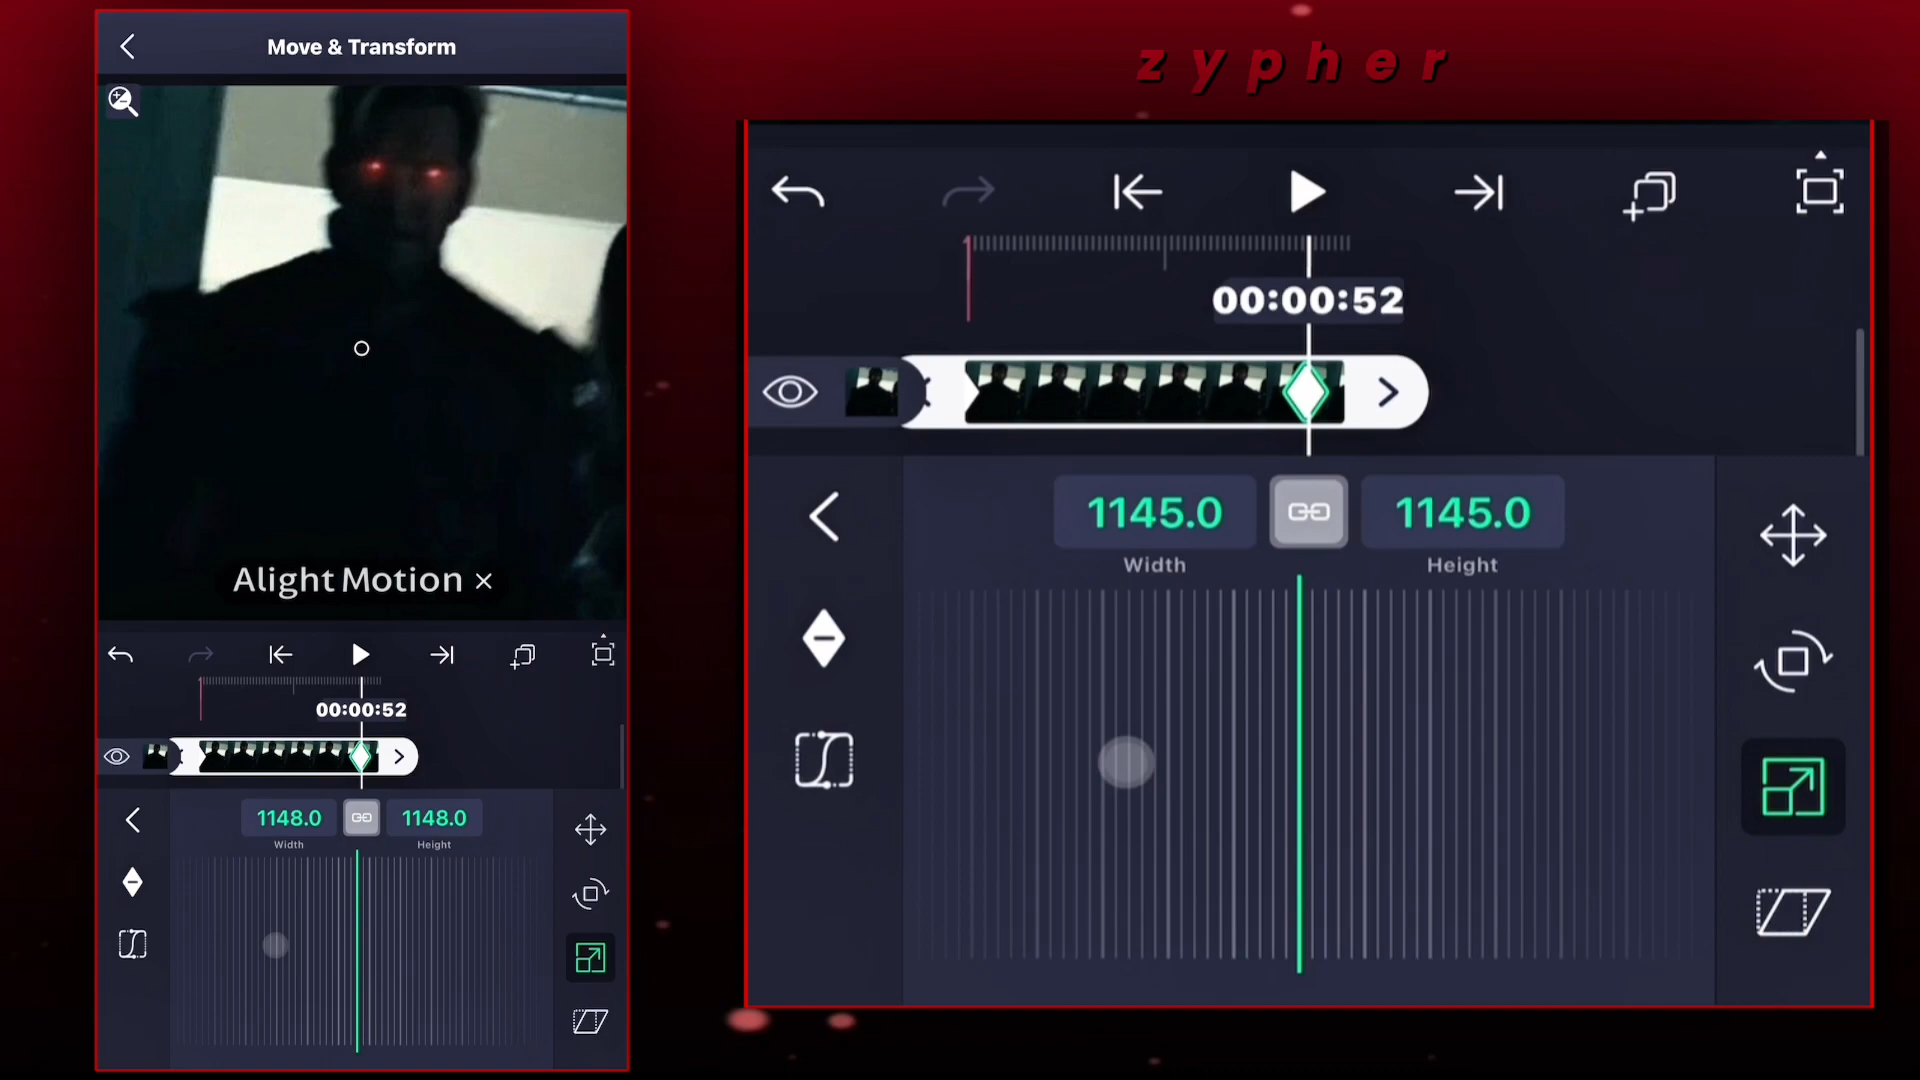 Move & Transform
Alight Motion ×
00:00:52
1148.0
1148.0
Width
Height
zypher
00:00:52
1145.0
1145.0
Width
Height